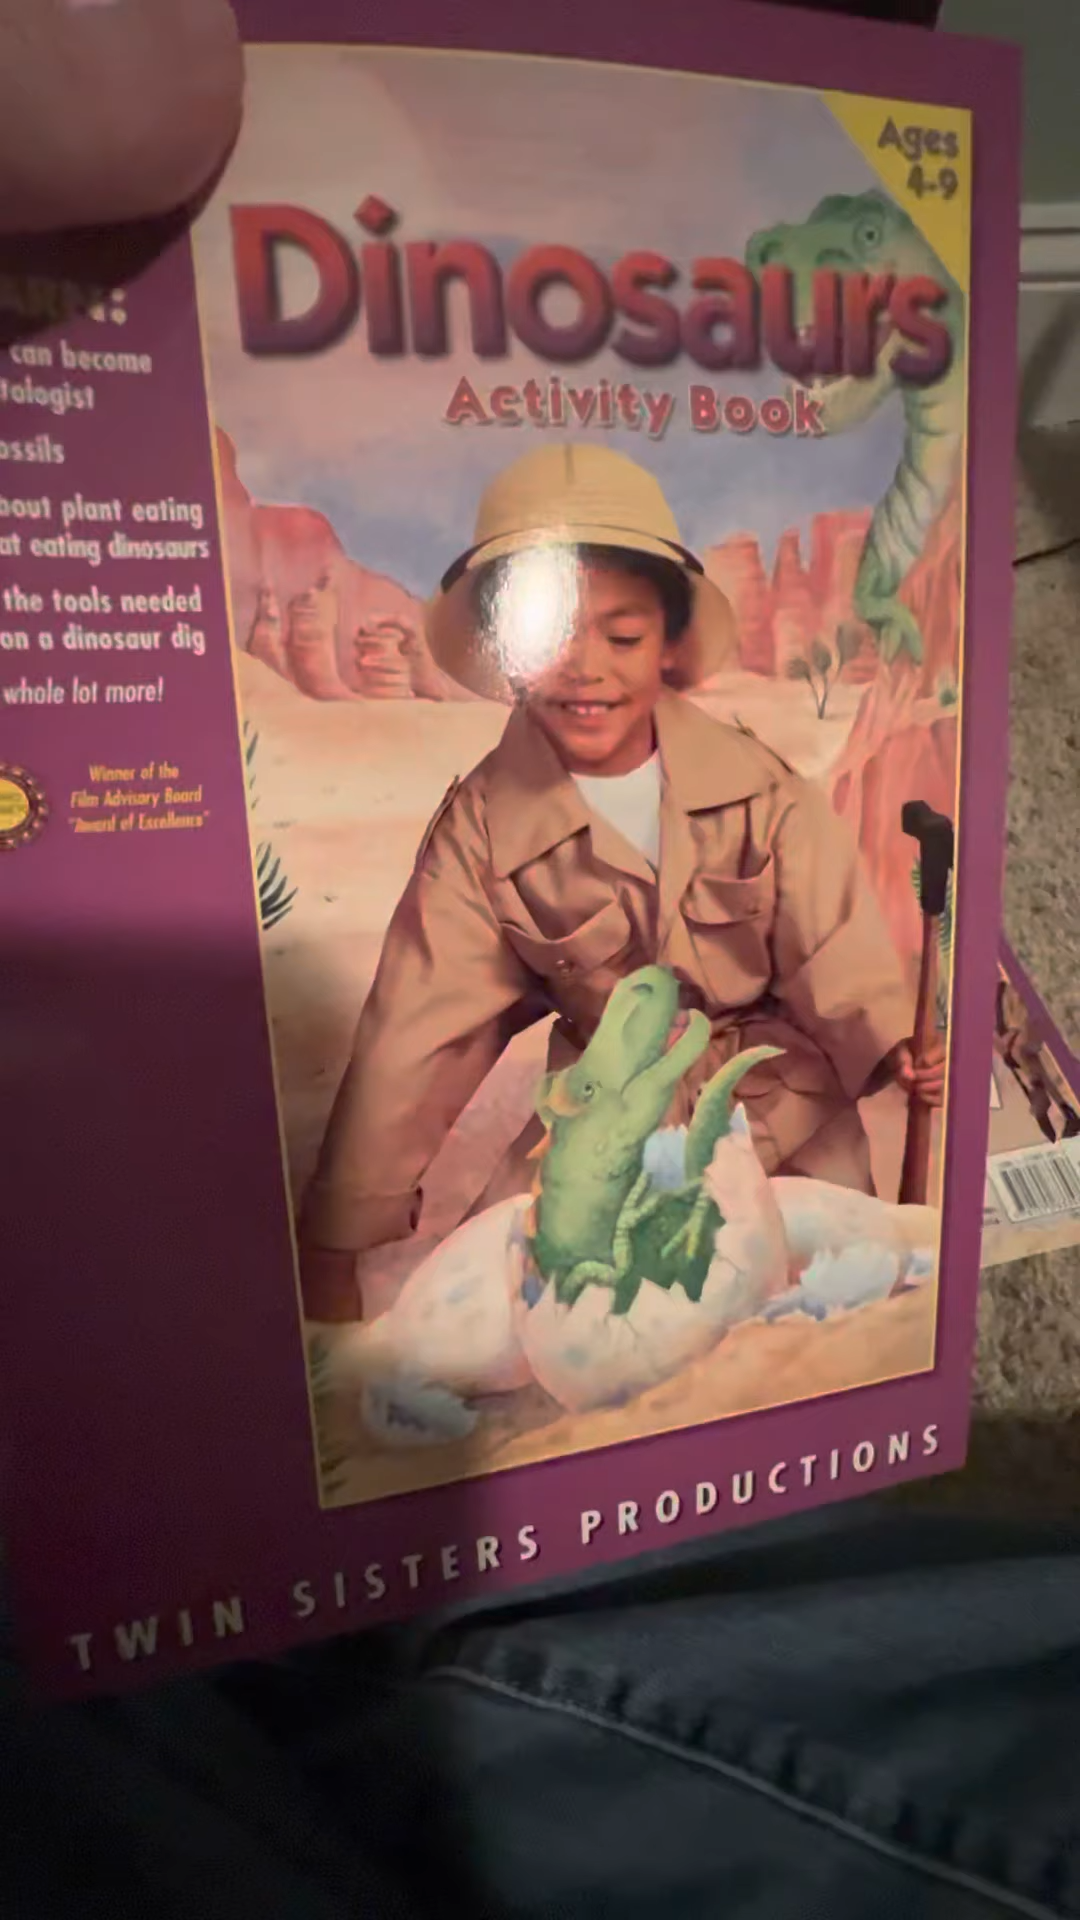 Ages
4-9
Dinosaurs
Activity Book
can become
tologist
ossils
bout plant eating
at eating dinosaurs
the tools needed
on a dinosaur dig
whole lot more!
Winner of the
Film Advisory Board
"Award of Excellence"
TWIN SISTERS PRODUCTIONS